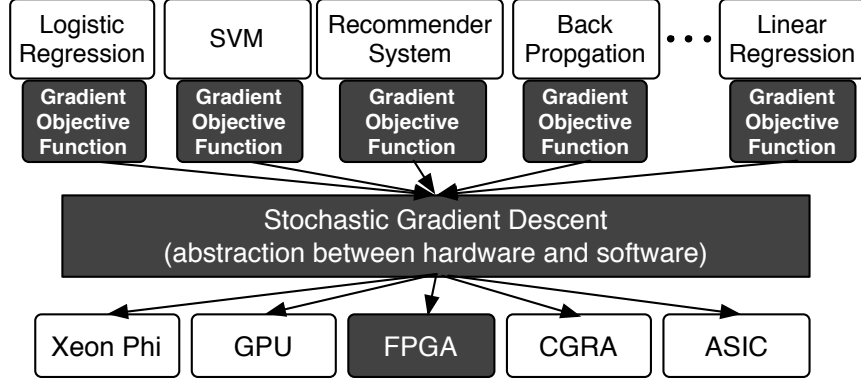 Logistic
Regression
SVM
Recommender
System
Back
Propgation
• • •
Linear
Regression
Gradient
Objective
Function
Gradient
Objective
Function
Gradient
Objective
Function
Gradient
Objective
Function
Gradient
Objective
Function
Stochastic Gradient Descent
(abstraction between hardware and software)
Xeon Phi
GPU
FPGA
CGRA
ASIC